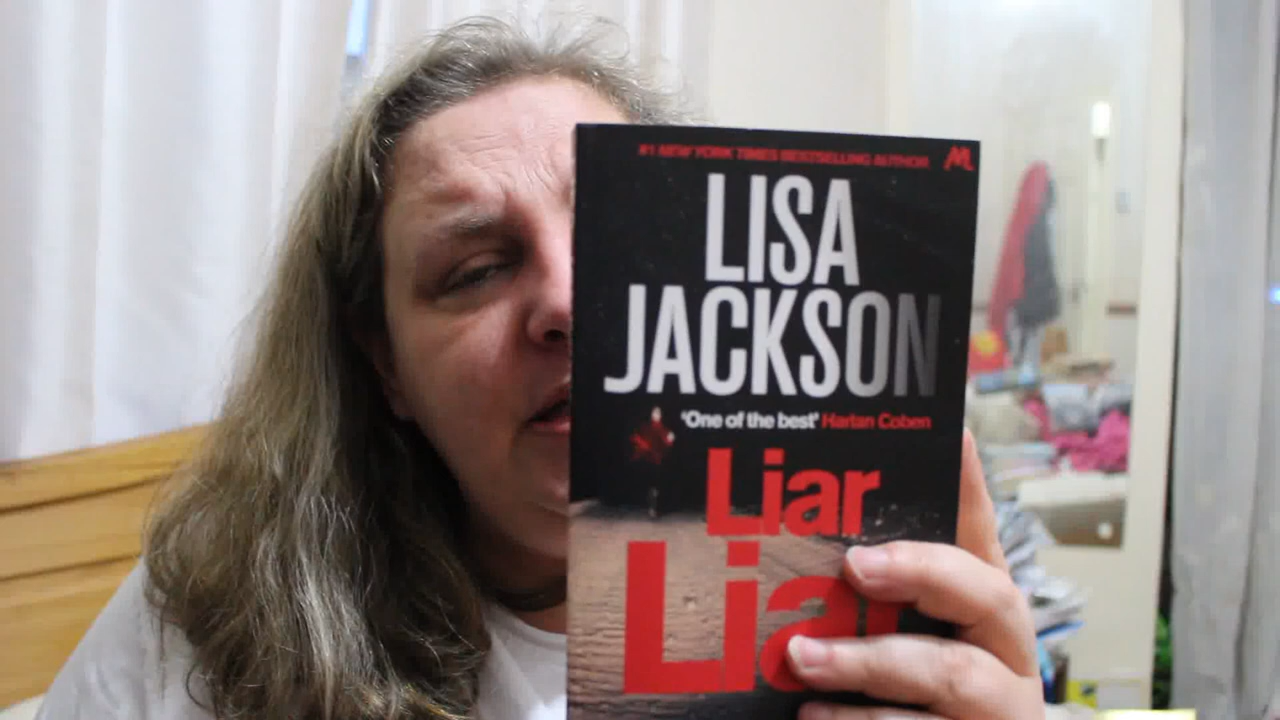 #1 NEW YORK TIMES BESTSELLING AUTHOR
LISA
JACKSON
'One of the best' Harlan Coben
Liar
Liar